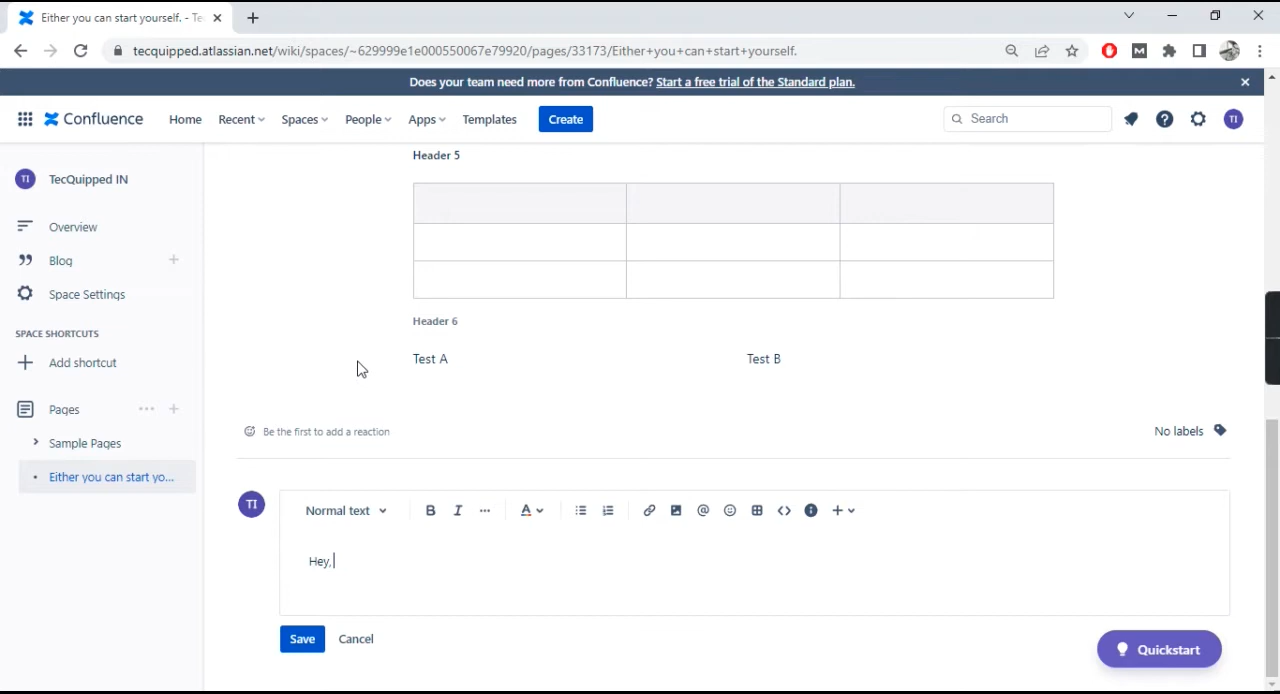 Either you can start yourself. - Te
tecquipped.atlassian.net/wiki/spaces/~629999e1e000550067e79920/pages/33173/Either+you+can+start+yourself.
Does your team need more from Confluence? Start a free trial of the Standard plan.
Confluence Home Recent Spaces People Apps Templates Create Search TI
TI TecQuipped IN
Overview
Blog
Space Settings
SPACE SHORTCUTS
Add shortcut
Pages
Sample Pages
Either you can start yo...
Header 5
Header 6
Test A Test B
Be the first to add a reaction No labels
TI Normal text B I ... A @
Hey,
Save Cancel
Quickstart